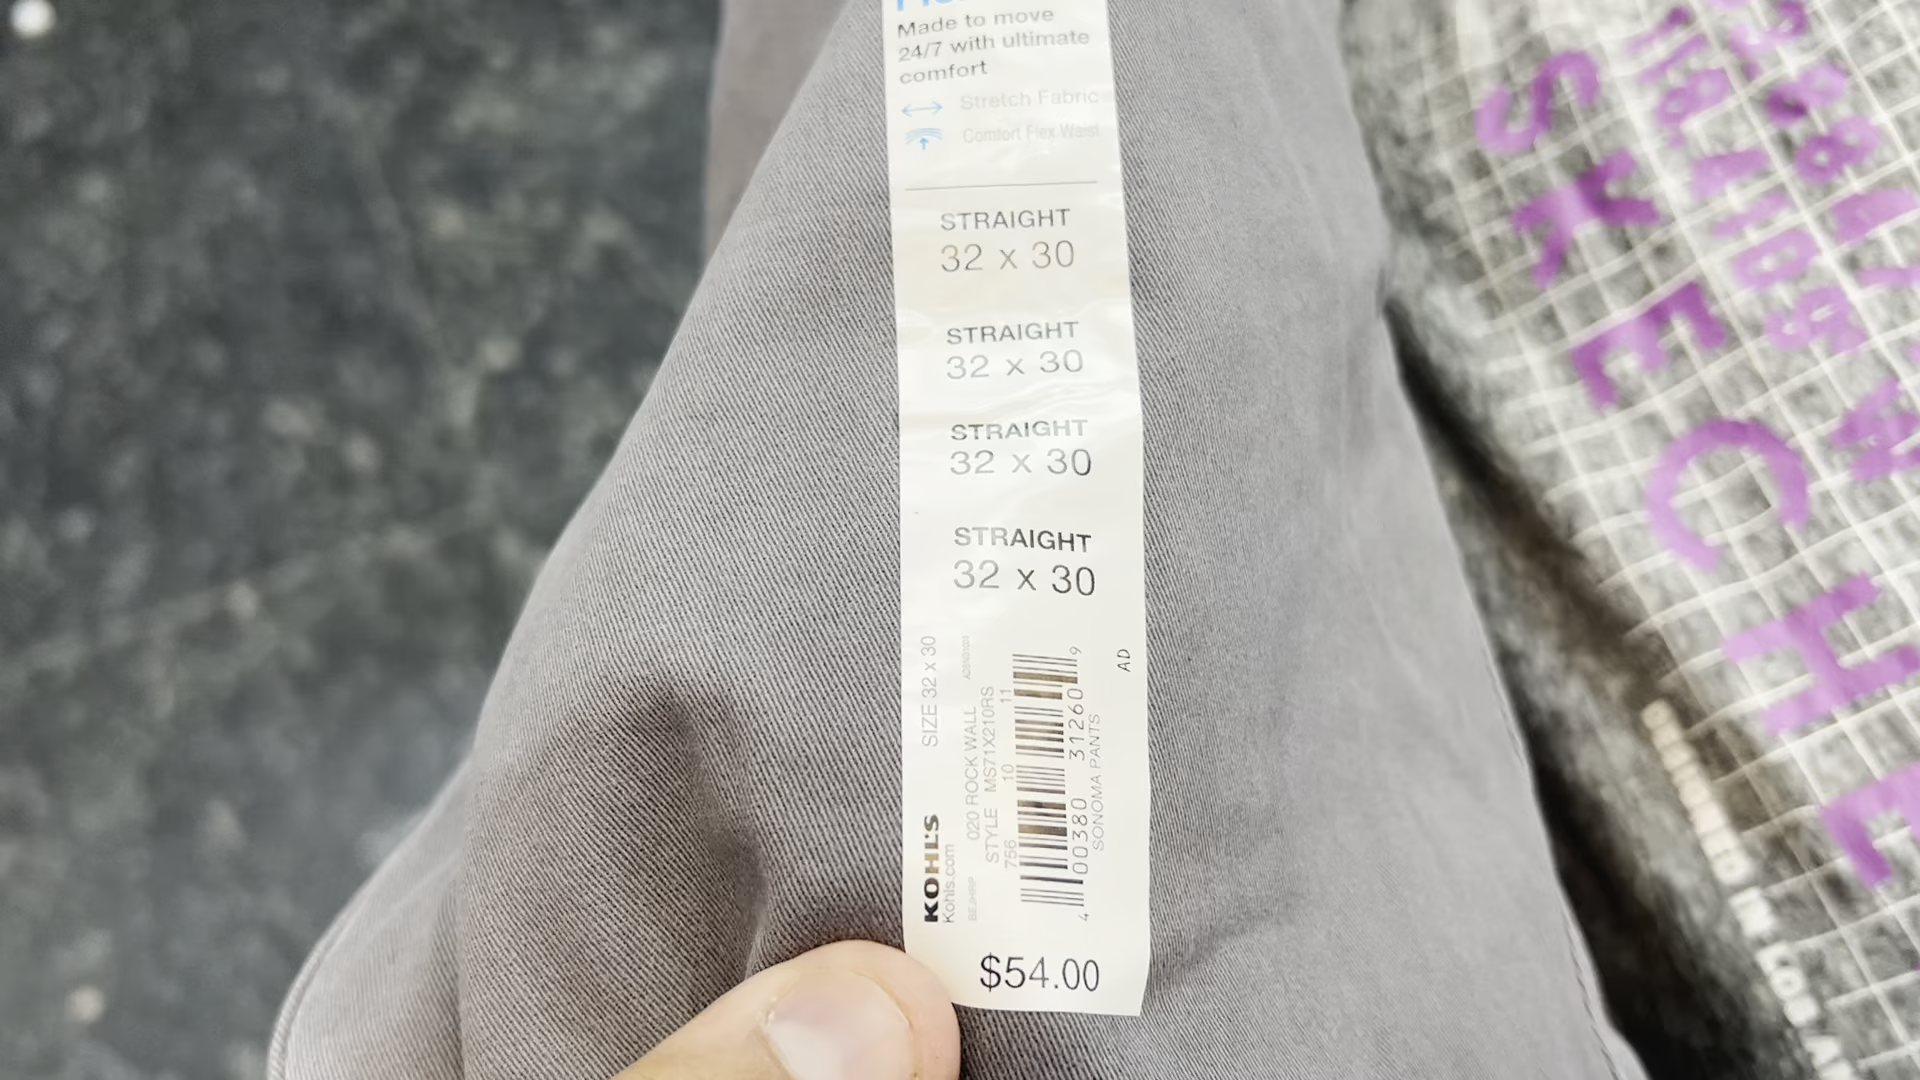 Made to move
24/7 with ultimate
comfort
Stretch Fabric
Comfort Flex Waist
STRAIGHT
32 x 30
STRAIGHT
32 x 30
STRAIGHT
32 x 30
STRAIGHT
32 x 30
KOHL'S SIZE 32 x 30
Kohls.com
020 ROCK WALL
STYLE MS71X210RS
756 10 11
4 00380 31260 9
SONOMA PANTS
AD
$54.00
SKECHE